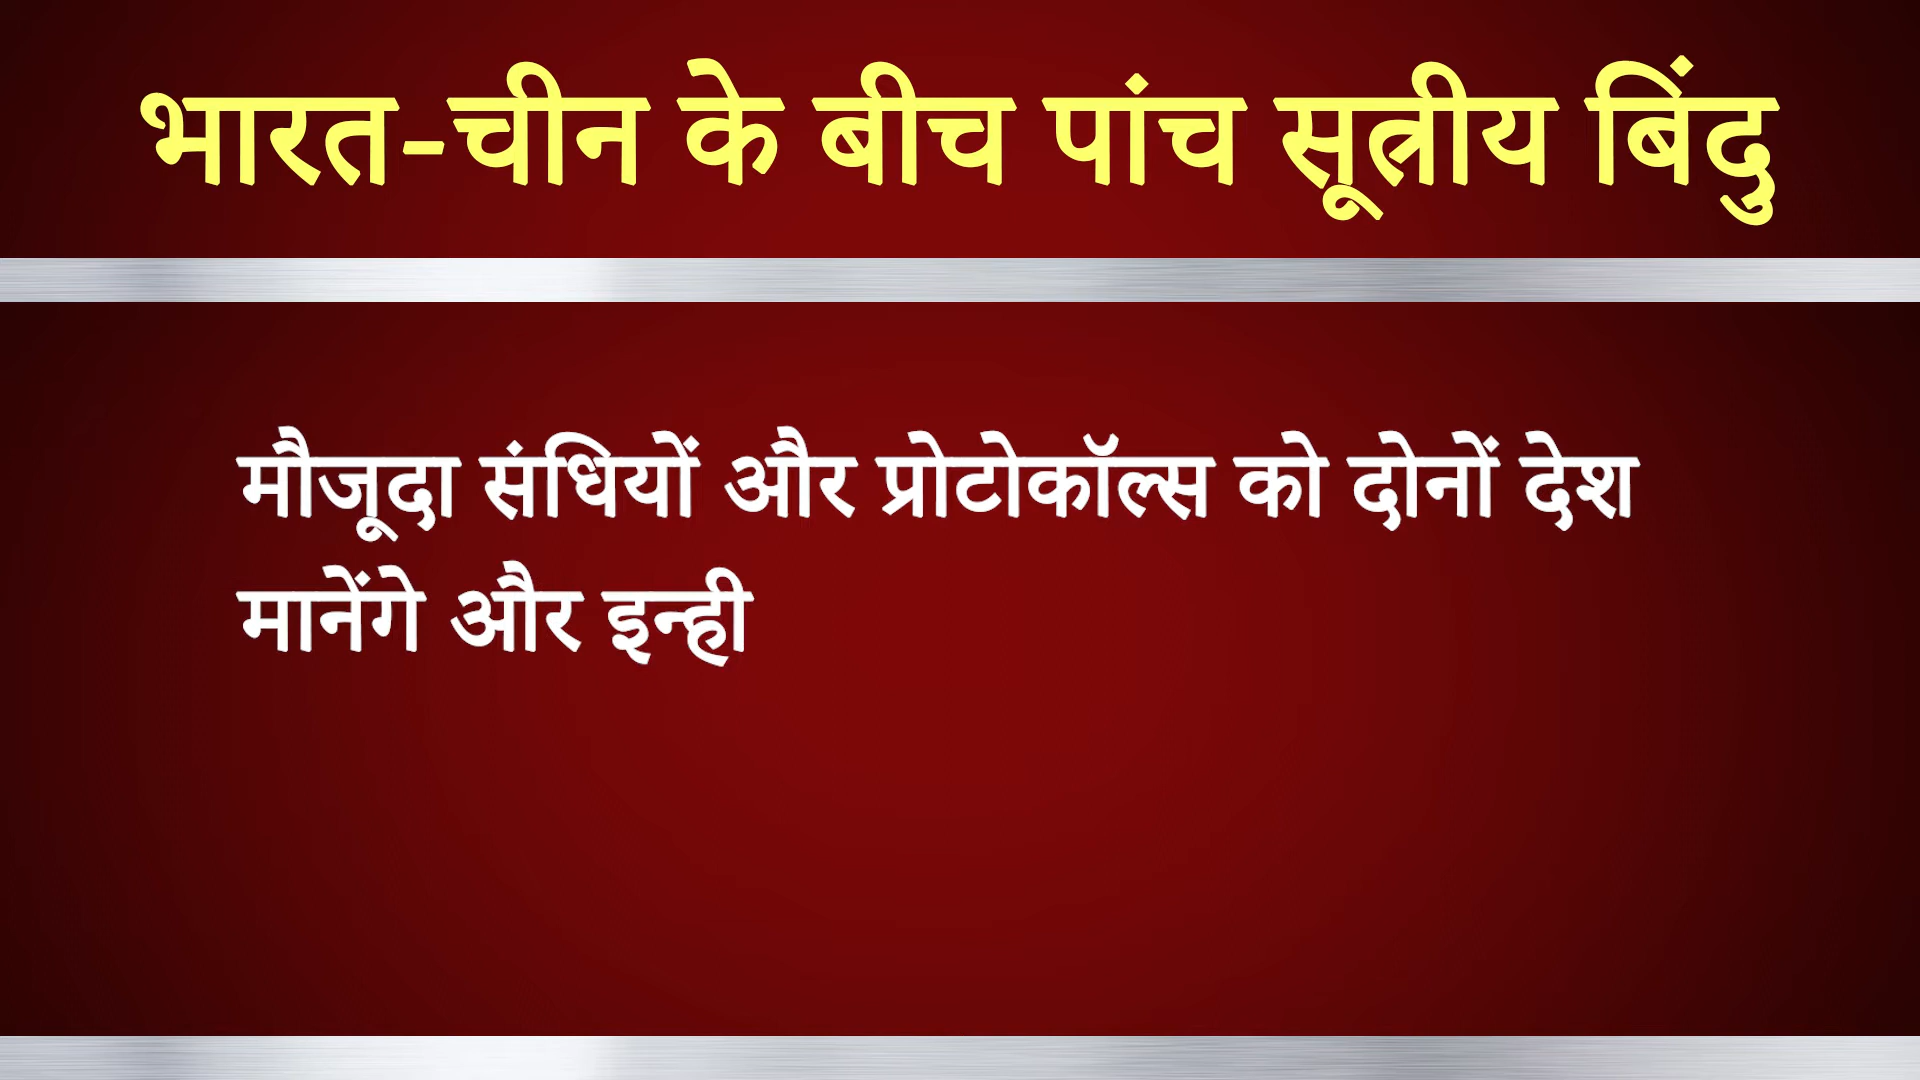 भारत-चीन के बीच पांच सूत्रीय बिंदु
मौजूदा संधियों और प्रोटोकॉल्स को दोनों देश
मानेंगे और इन्ही